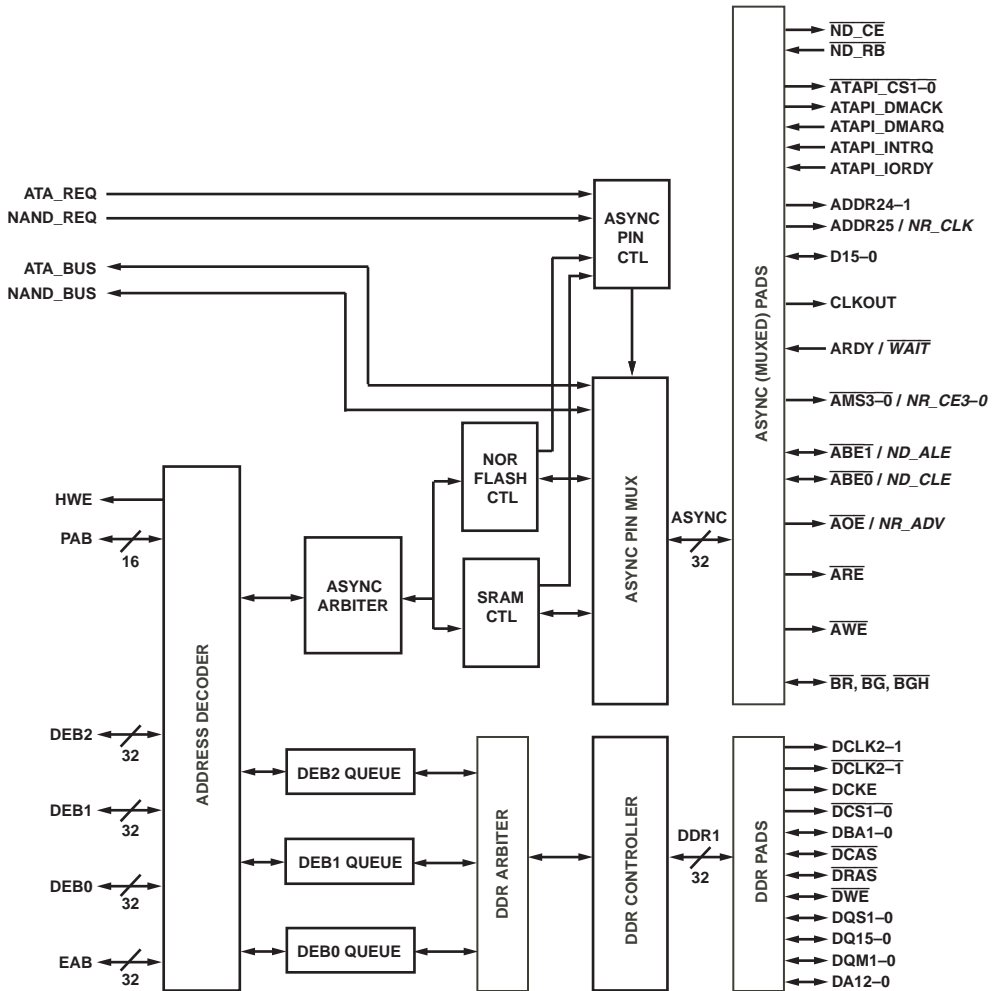 ND_CE
ND_RB
ATAPI_CS1–0
ATAPI_DMACK
ATAPI_DMARQ
ATAPI_INTRQ
ATAPI_IORDY
ADDR24–1
ADDR25 / NR_CLK
D15–0
CLKOUT
ARDY / WAIT
AMS3–0 / NR_CE3–0
ABE1 / ND_ALE
ABE0 / ND_CLE
AOE / NR_ADV
ARE
AWE
BR, BG, BGH
ASYNC (MUXED) PADS
ATA_REQ
NAND_REQ
ATA_BUS
NAND_BUS
ASYNC
PIN
CTL
NOR
FLASH
CTL
SRAM
CTL
ASYNC PIN MUX
ASYNC
32
HWE
PAB
16
ASYNC
ARBITER
ADDRESS DECODER
DEB2
32
DEB1
32
DEB0
32
EAB
32
DEB2 QUEUE
DEB1 QUEUE
DEB0 QUEUE
DDR ARBITER
DDR CONTROLLER
DDR1
32
DDR PADS
DCLK2–1
DCLK2–1
DCKE
DCS1–0
DBA1–0
DCAS
DRAS
DWE
DQS1–0
DQ15–0
DQM1–0
DA12–0